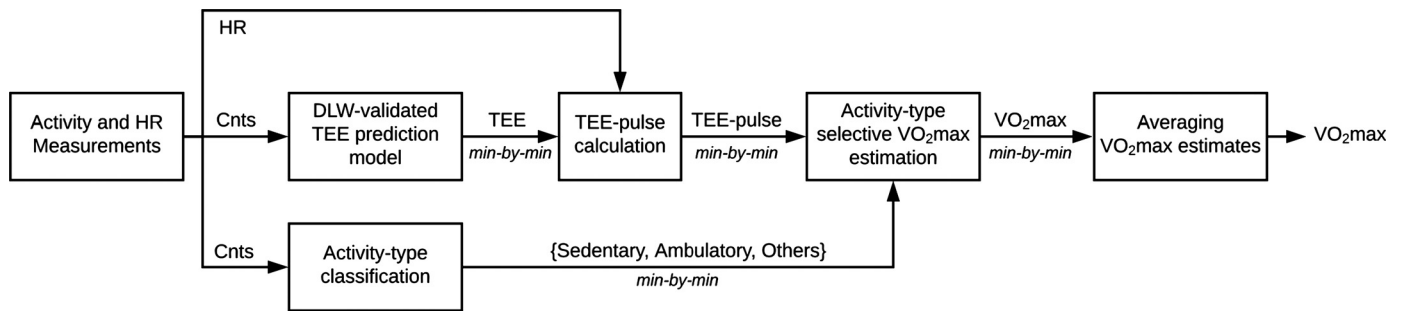 HR
Activity and HR
Measurements
Cnts
DLW-validated
TEE prediction
model
TEE
min-by-min
TEE-pulse
calculation
TEE-pulse
min-by-min
Activity-type
selective VO₂max
estimation
VO₂max
min-by-min
Averaging
VO₂max estimates
VO₂max
Cnts
Activity-type
classification
{Sedentary, Ambulatory, Others}
min-by-min